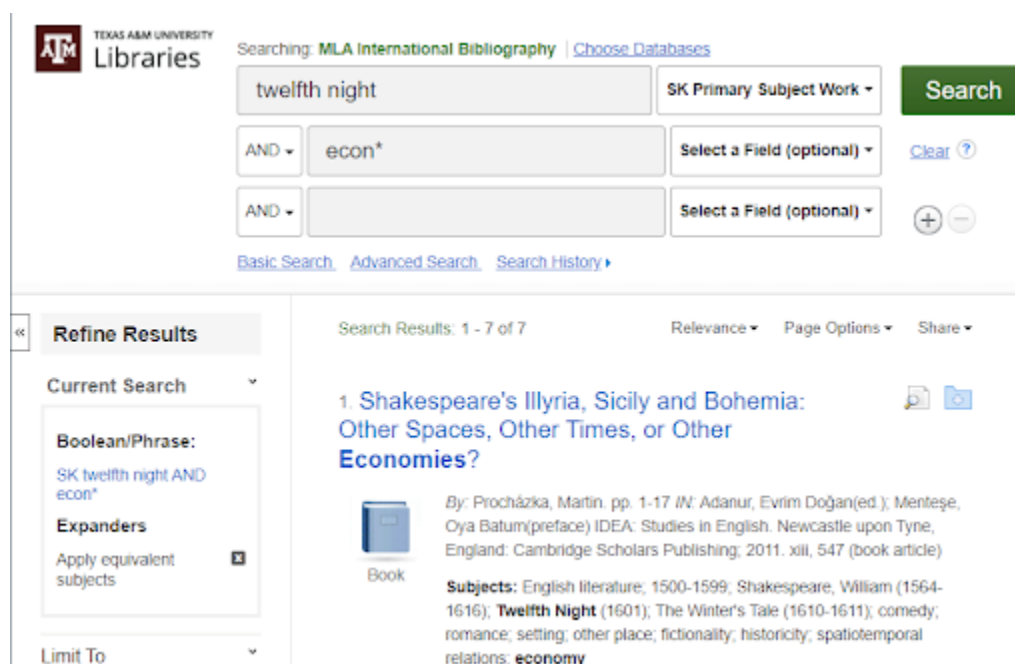 TEXAS A&M UNIVERSITY
Libraries
Searching: MLA International Bibliography | Choose Databases
twelfth night
SK Primary Subject Work
Search
AND
econ*
Select a Field (optional)
Clear ?
AND
Select a Field (optional)
Basic Search Advanced Search Search History
«
Refine Results
Current Search
Boolean/Phrase:
SK twelfth night AND
econ*
Expanders
Apply equivalent
subjects
Limit To
Search Results: 1 - 7 of 7
Relevance Page Options Share
1. Shakespeare's Illyria, Sicily and Bohemia:
Other Spaces, Other Times, or Other
Economies?
Book
By: Procházka, Martin. pp. 1-17 IN: Adanur, Evrim Doğan(ed.); Menteşe,
Oya Batum(preface) IDEA: Studies in English. Newcastle upon Tyne,
England: Cambridge Scholars Publishing; 2011. xiii, 547 (book article)
Subjects: English literature; 1500-1599; Shakespeare, William (1564-
1616); Twelfth Night (1601); The Winter's Tale (1610-1611); comedy;
romance; setting; other place; fictionality; historicity; spatiotemporal
relations; economy